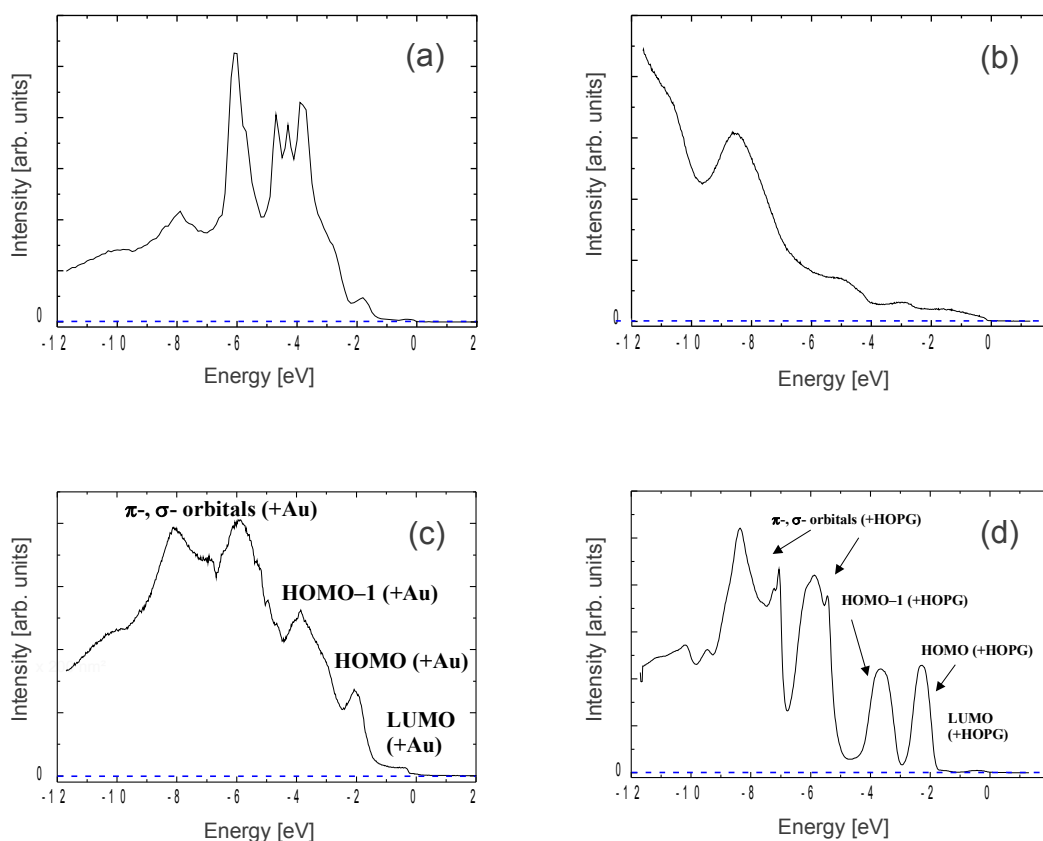 (a)
Intensity [arb. units]
0
-12 -10 -8 -6 -4 -2 0 2
Energy [eV]
(b)
Intensity [arb. units]
0
-12 -10 -8 -6 -4 -2 0
Energy [eV]
(c)
π-, σ- orbitals (+Au)
HOMO–1 (+Au)
HOMO (+Au)
LUMO
(+Au)
Intensity [arb. units]
0
-12 -10 -8 -6 -4 -2 0 2
Energy [eV]
(d)
π-, σ- orbitals (+HOPG)
HOMO–1 (+HOPG)
HOMO (+HOPG)
LUMO
(+HOPG)
Intensity [arb. units]
0
-12 -10 -8 -6 -4 -2 0
Energy [eV]